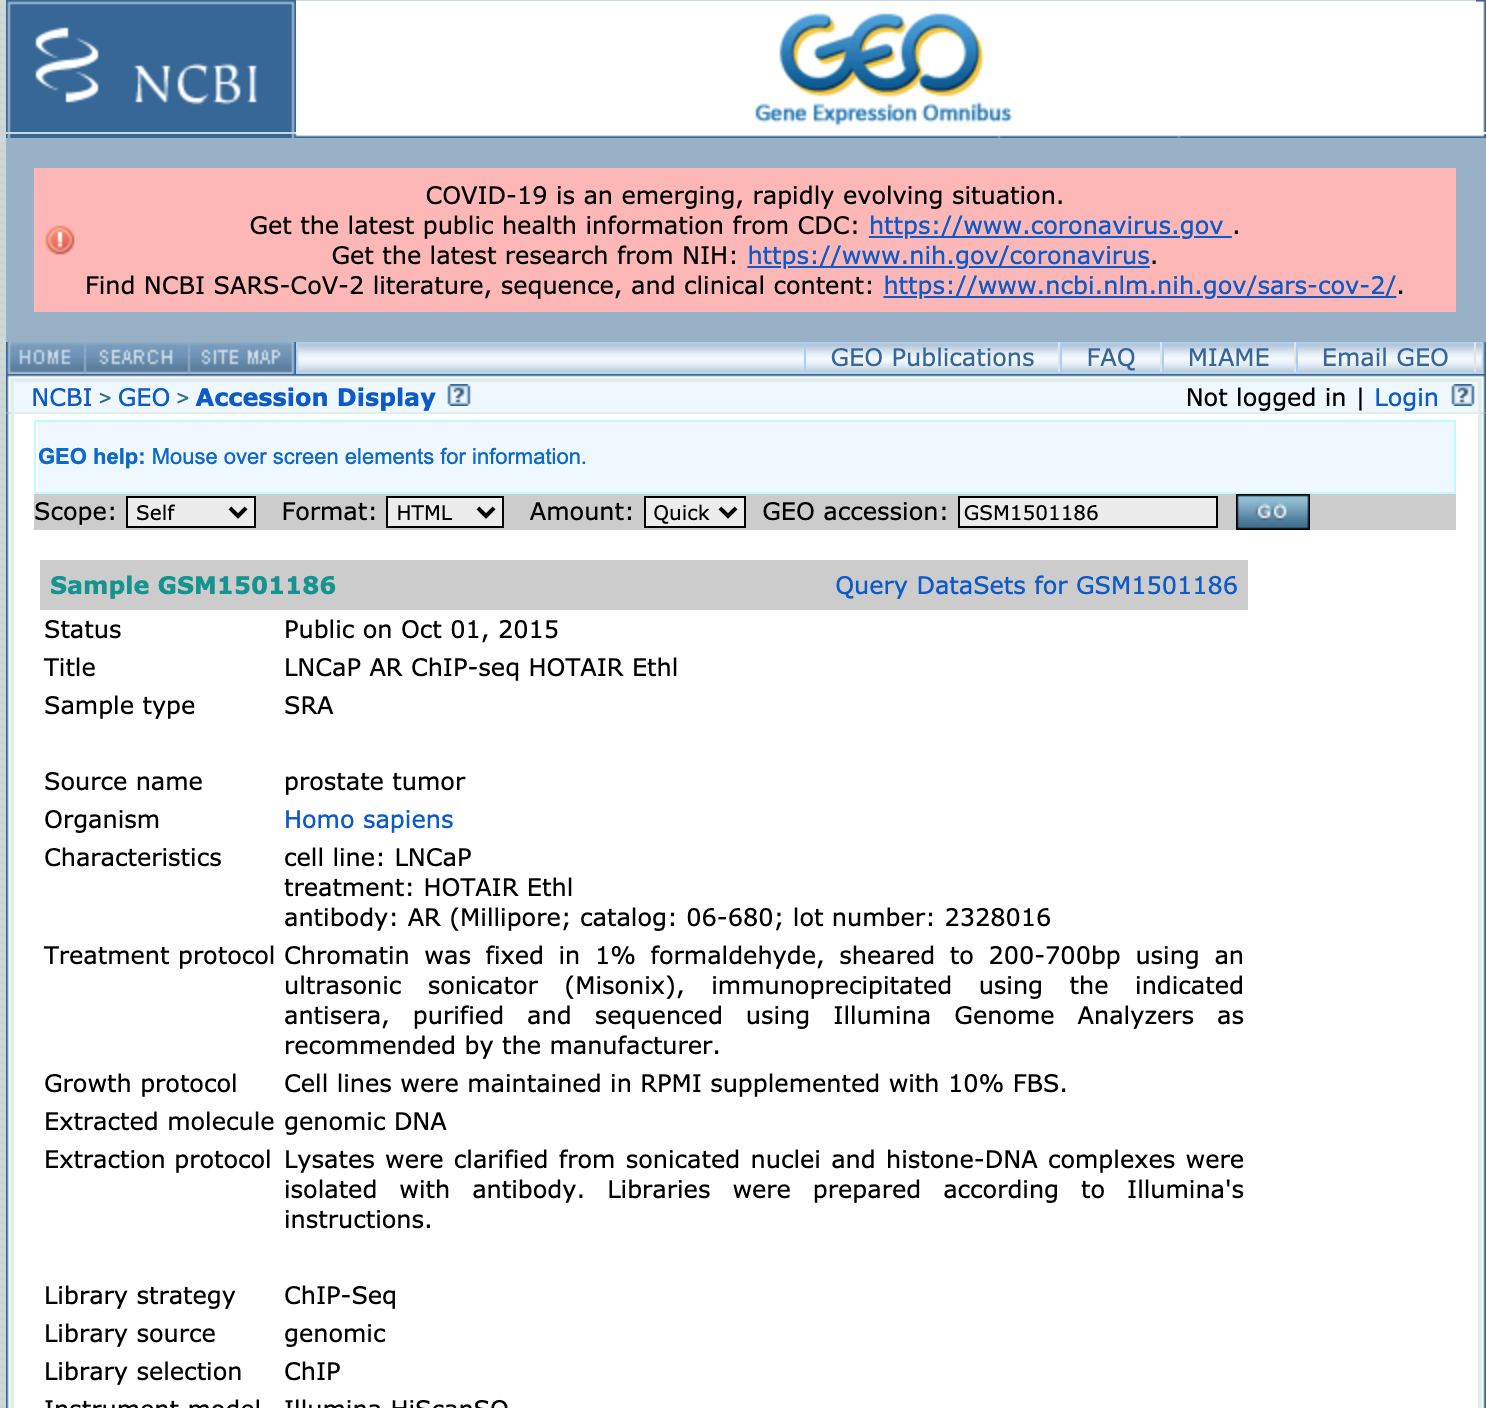 NCBI
GEO
Gene Expression Omnibus
COVID-19 is an emerging, rapidly evolving situation.
Get the latest public health information from CDC: https://www.coronavirus.gov .
Get the latest research from NIH: https://www.nih.gov/coronavirus.
Find NCBI SARS-CoV-2 literature, sequence, and clinical content: https://www.ncbi.nlm.nih.gov/sars-cov-2/.
HOME SEARCH SITE MAP GEO Publications FAQ MIAME Email GEO
NCBI > GEO > Accession Display ? Not logged in | Login ?
GEO help: Mouse over screen elements for information.
Scope: Self Format: HTML Amount: Quick GEO accession: GSM1501186 GO
Sample GSM1501186 Query DataSets for GSM1501186
Status Public on Oct 01, 2015
Title LNCaP AR ChIP-seq HOTAIR Ethl
Sample type SRA
Source name prostate tumor
Organism Homo sapiens
Characteristics cell line: LNCaP
treatment: HOTAIR Ethl
antibody: AR (Millipore; catalog: 06-680; lot number: 2328016
Treatment protocol Chromatin was fixed in 1% formaldehyde, sheared to 200-700bp using an
ultrasonic sonicator (Misonix), immunoprecipitated using the indicated
antisera, purified and sequenced using Illumina Genome Analyzers as
recommended by the manufacturer.
Growth protocol Cell lines were maintained in RPMI supplemented with 10% FBS.
Extracted molecule genomic DNA
Extraction protocol Lysates were clarified from sonicated nuclei and histone-DNA complexes were
isolated with antibody. Libraries were prepared according to Illumina's
instructions.
Library strategy ChIP-Seq
Library source genomic
Library selection ChIP
Instrument model Illumina HiScanSQ